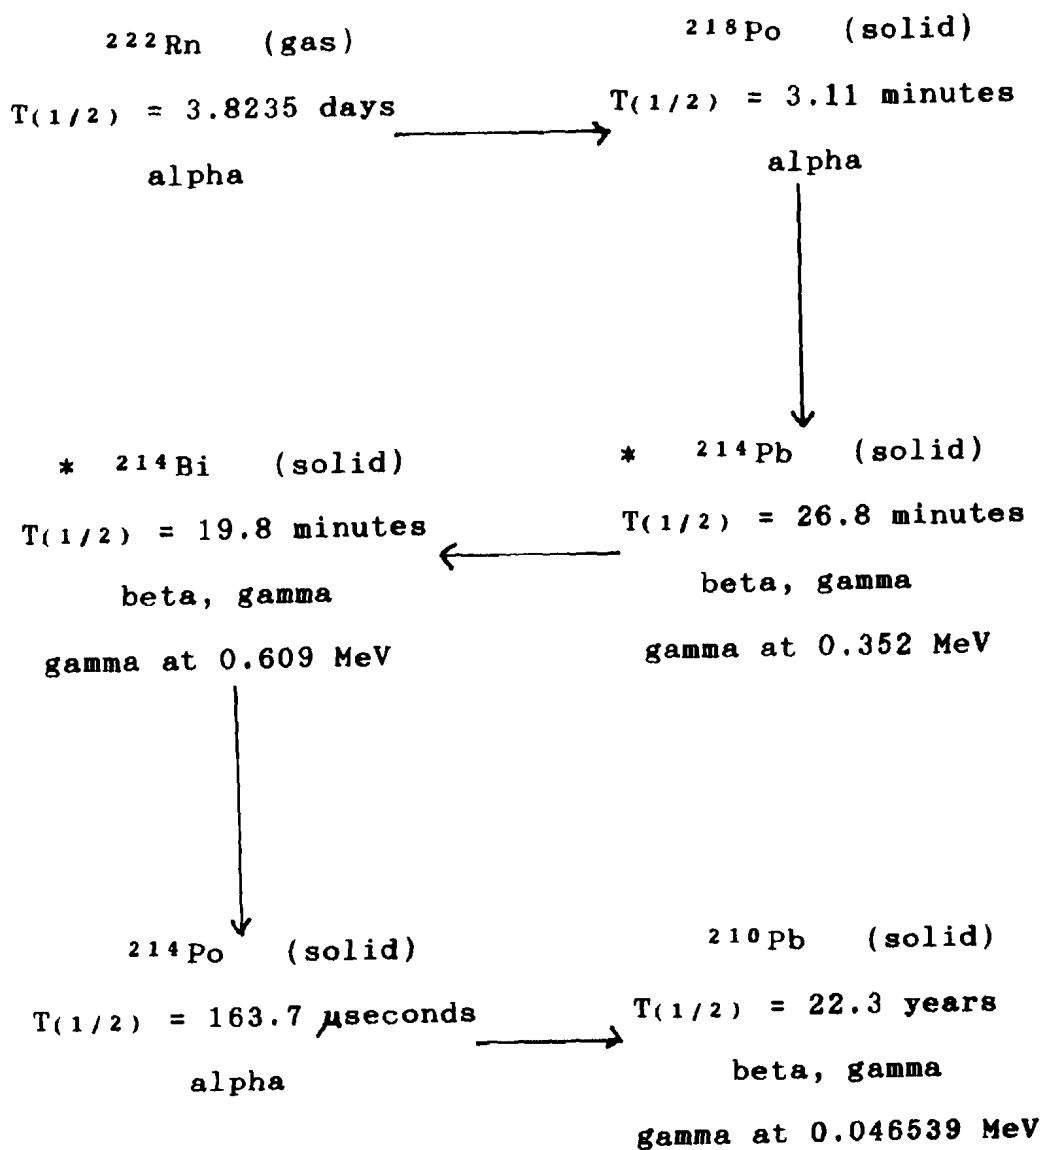 ²²²Rn (gas)
T(1/2) = 3.8235 days
alpha
²¹⁸Po (solid)
T(1/2) = 3.11 minutes
alpha
* ²¹⁴Pb (solid)
T(1/2) = 26.8 minutes
beta, gamma
gamma at 0.352 MeV
* ²¹⁴Bi (solid)
T(1/2) = 19.8 minutes
beta, gamma
gamma at 0.609 MeV
²¹⁴Po (solid)
T(1/2) = 163.7 μseconds
alpha
²¹⁰Pb (solid)
T(1/2) = 22.3 years
beta, gamma
gamma at 0.046539 MeV